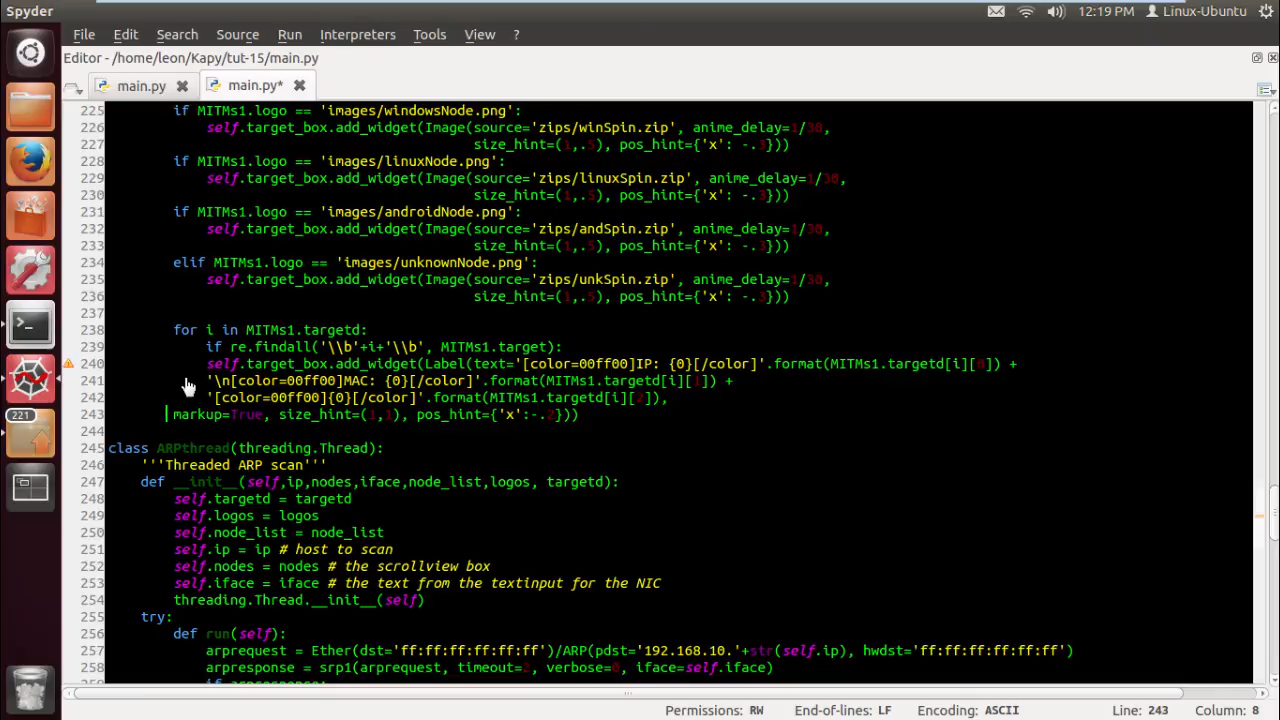 Spyder
12:19 PM
Linux-Ubuntu
File Edit Search Source Run Interpreters Tools View ?
Editor - /home/leon/Kapy/tut-15/main.py
main.py
main.py*
225 if MITMs1.logo == 'images/windowsNode.png':
226 self.target_box.add_widget(Image(source='zips/winSpin.zip', anime_delay=1/30,
227 size_hint=(1,.5), pos_hint={'x': -.3}))
228 if MITMs1.logo == 'images/linuxNode.png':
229 self.target_box.add_widget(Image(source='zips/linuxSpin.zip', anime_delay=1/30,
230 size_hint=(1,.5), pos_hint={'x': -.3}))
231 if MITMs1.logo == 'images/androidNode.png':
232 self.target_box.add_widget(Image(source='zips/andSpin.zip', anime_delay=1/30,
233 size_hint=(1,.5), pos_hint={'x': -.3}))
234 elif MITMs1.logo == 'images/unknownNode.png':
235 self.target_box.add_widget(Image(source='zips/unkSpin.zip', anime_delay=1/30,
236 size_hint=(1,.5), pos_hint={'x': -.3}))
237
238 for i in MITMs1.targetd:
239 if re.findall('\\b'+i+'\\b', MITMs1.target):
240 self.target_box.add_widget(Label(text='[color=00ff00]IP: {0}[/color]'.format(MITMs1.targetd[i][0]) +
241 '\n[color=00ff00]MAC: {0}[/color]'.format(MITMs1.targetd[i][1]) +
242 '[color=00ff00]{0}[/color]'.format(MITMs1.targetd[i][2]),
243 markup=True, size_hint=(1,1), pos_hint={'x':-.2}))
244
245 class ARPthread(threading.Thread):
246 '''Threaded ARP scan'''
247 def __init__(self,ip,nodes,iface,node_list,logos, targetd):
248 self.targetd = targetd
249 self.logos = logos
250 self.node_list = node_list
251 self.ip = ip # host to scan
252 self.nodes = nodes # the scrollview box
253 self.iface = iface # the text from the textinput for the NIC
254 threading.Thread.__init__(self)
255 try:
256 def run(self):
257 arprequest = Ether(dst='ff:ff:ff:ff:ff:ff')/ARP(pdst='192.168.10.'+str(self.ip), hwdst='ff:ff:ff:ff:ff:ff')
258 arpresponse = srp1(arprequest, timeout=2, verbose=0, iface=self.iface)
221
Permissions: RW End-of-lines: LF Encoding: ASCII Line: 243 Column: 8